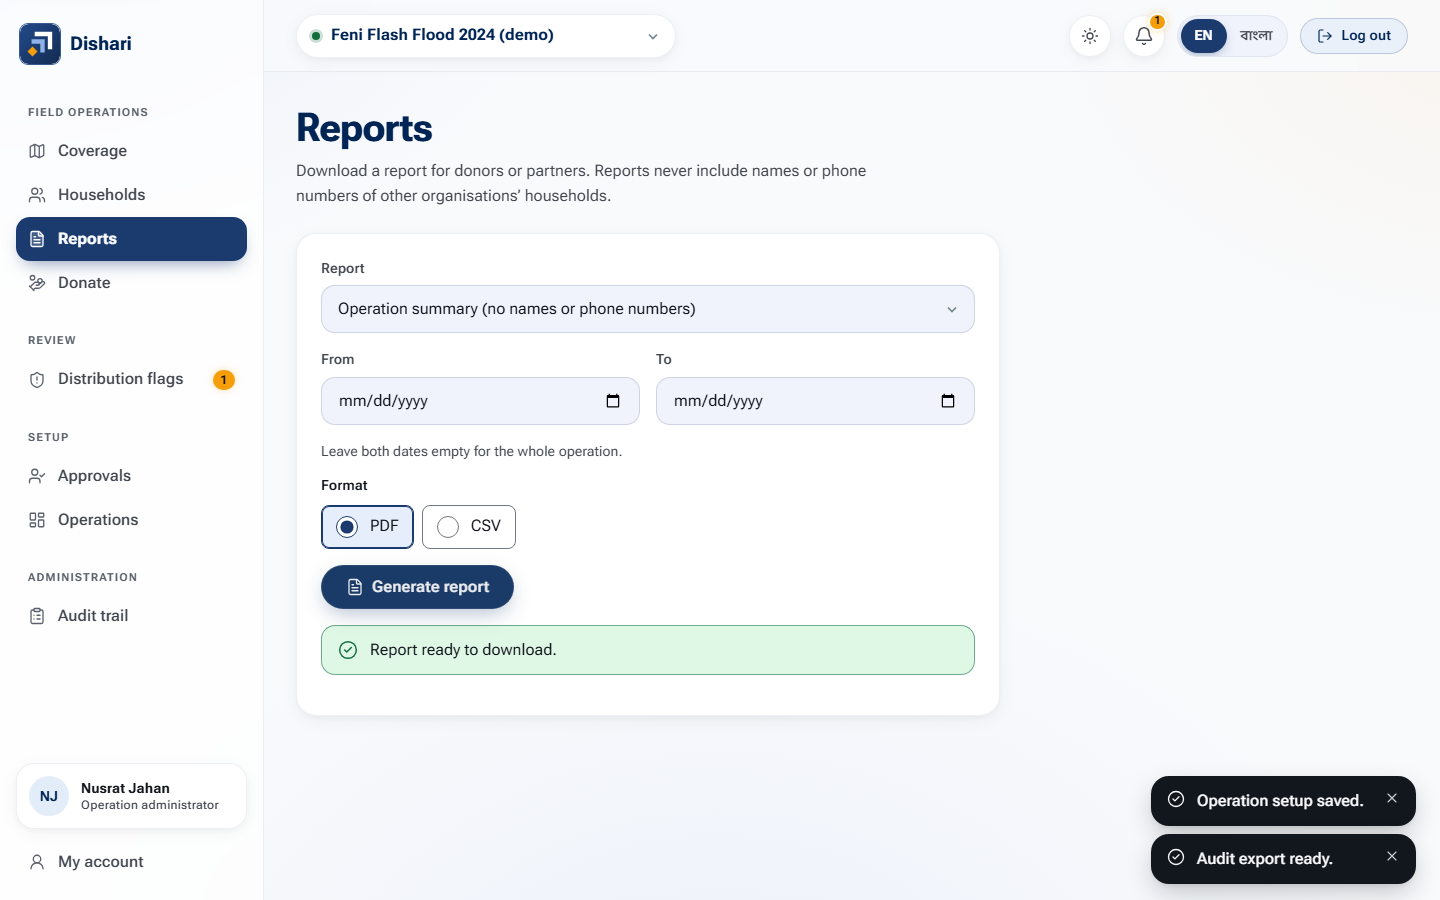 Dishari
FIELD OPERATIONS
Coverage
Households
Reports
Donate
REVIEW
Distribution flags
1
SETUP
Approvals
Operations
ADMINISTRATION
Audit trail
NJ
Nusrat Jahan
Operation administrator
My account
Feni Flash Flood 2024 (demo)
1
EN
বাংলা
Log out
Reports
Download a report for donors or partners. Reports never include names or phone
numbers of other organisations’ households.
Report
Operation summary (no names or phone numbers)
From
To
mm/dd/yyyy
mm/dd/yyyy
Leave both dates empty for the whole operation.
Format
PDF
CSV
Generate report
Report ready to download.
Operation setup saved.
Audit export ready.